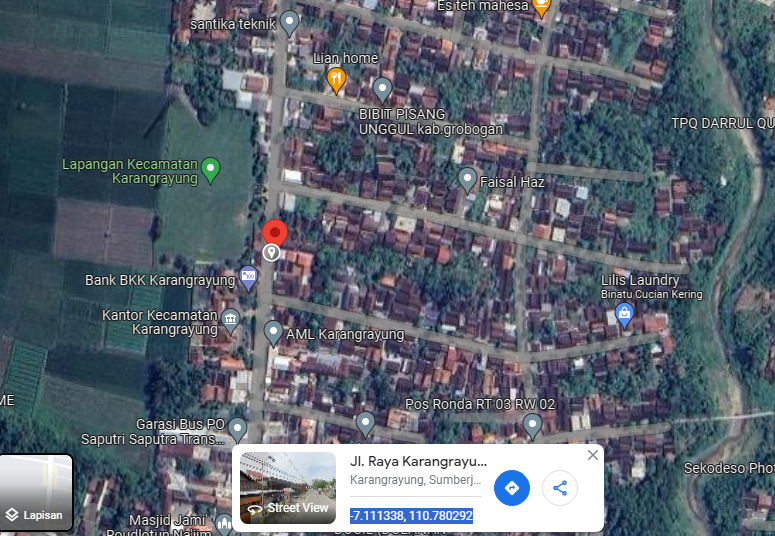 Es teh mahesa
santika teknik
Lian home
BIBIT PISANG
UNGGUL kab.grobogan
TPQ DARRUL QU
Lapangan Kecamatan
Karangrayung
Faisal Haz
Bank BKK Karangrayung
Lilis Laundry
Binatu Cucian Kering
Kantor Kecamatan
Karangrayung
AML Karangrayung
ME
Pos Ronda RT 03 RW 02
Garasi Bus PO
Saputri Saputra Trans...
Jl. Raya Karangrayu...
Karangrayung, Sumberj...
Sekodeso Phot
Street View
Lapisan
-7.111338, 110.780292
Masjid Jami'
Roudlotun Najim